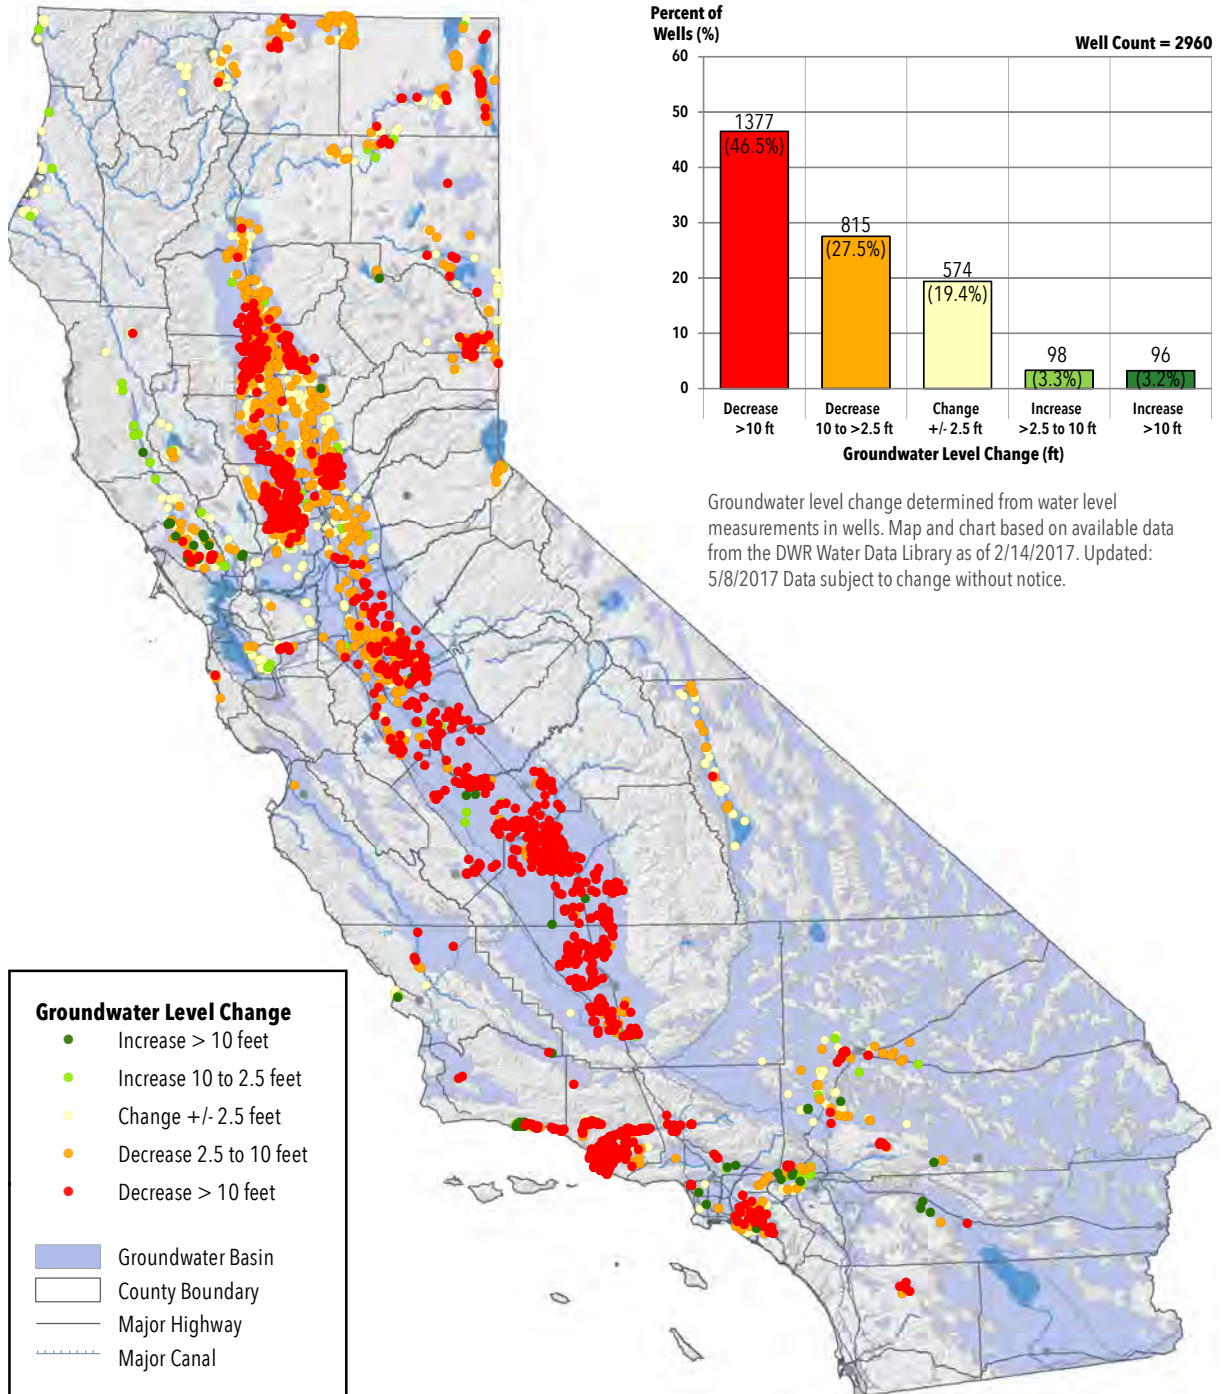 Percent of
Wells (%)
Well Count = 2960
60
50
40
30
20
10
0
1377
(46.5%)
815
(27.5%)
574
(19.4%)
98
(3.3%)
96
(3.2%)
Decrease
>10 ft
Decrease
10 to >2.5 ft
Change
+/- 2.5 ft
Increase
>2.5 to 10 ft
Increase
>10 ft
Groundwater Level Change (ft)
Groundwater level change determined from water level
measurements in wells. Map and chart based on available data
from the DWR Water Data Library as of 2/14/2017. Updated:
5/8/2017 Data subject to change without notice.
Groundwater Level Change
Increase > 10 feet
Increase 10 to 2.5 feet
Change +/- 2.5 feet
Decrease 2.5 to 10 feet
Decrease > 10 feet
Groundwater Basin
County Boundary
Major Highway
Major Canal